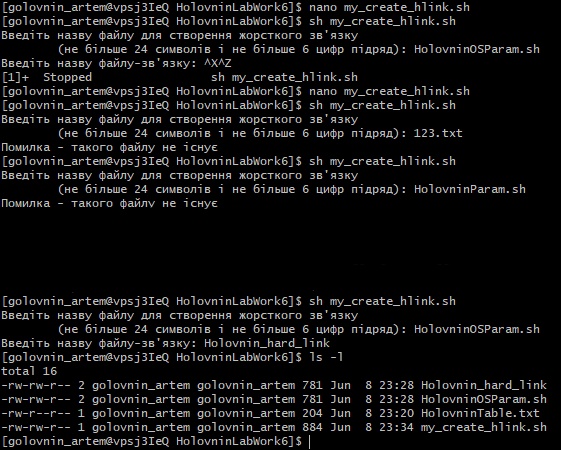 [golovnin_artem@vpsj3IeQ HolovninLabWork6]$ nano my_create_hlink.sh
[golovnin_artem@vpsj3IeQ HolovninLabWork6]$ sh my_create_hlink.sh
Введіть назву файлу для створення жорсткого зв'язку
        (не більше 24 символів і не більше 6 цифр підряд): HolovninOSParam.sh
Введіть назву файлу-зв'язку: ^X^Z
[1]+  Stopped                 sh my_create_hlink.sh
[golovnin_artem@vpsj3IeQ HolovninLabWork6]$ nano my_create_hlink.sh
[golovnin_artem@vpsj3IeQ HolovninLabWork6]$ sh my_create_hlink.sh
Введіть назву файлу для створення жорсткого зв'язку
        (не більше 24 символів і не більше 6 цифр підряд): 123.txt
Помилка - такого файлу не існує
[golovnin_artem@vpsj3IeQ HolovninLabWork6]$ sh my_create_hlink.sh
Введіть назву файлу для створення жорсткого зв'язку
        (не більше 24 символів і не більше 6 цифр підряд): HolovninParam.sh
Помилка - такого файлу не існує
[golovnin_artem@vpsj3IeQ HolovninLabWork6]$ sh my_create_hlink.sh
Введіть назву файлу для створення жорсткого зв'язку
        (не більше 24 символів і не більше 6 цифр підряд): HolovninOSParam.sh
Введіть назву файлу-зв'язку: Holovnin_hard_link
[golovnin_artem@vpsj3IeQ HolovninLabWork6]$ ls -l
total 16
-rw-rw-r-- 2 golovnin_artem golovnin_artem 781 Jun  8 23:28 Holovnin_hard_link
-rw-rw-r-- 2 golovnin_artem golovnin_artem 781 Jun  8 23:28 HolovninOSParam.sh
-rw-rw-r-- 1 golovnin_artem golovnin_artem 204 Jun  8 23:20 HolovninTable.txt
-rw-rw-r-- 1 golovnin_artem golovnin_artem 884 Jun  8 23:34 my_create_hlink.sh
[golovnin_artem@vpsj3IeQ HolovninLabWork6]$